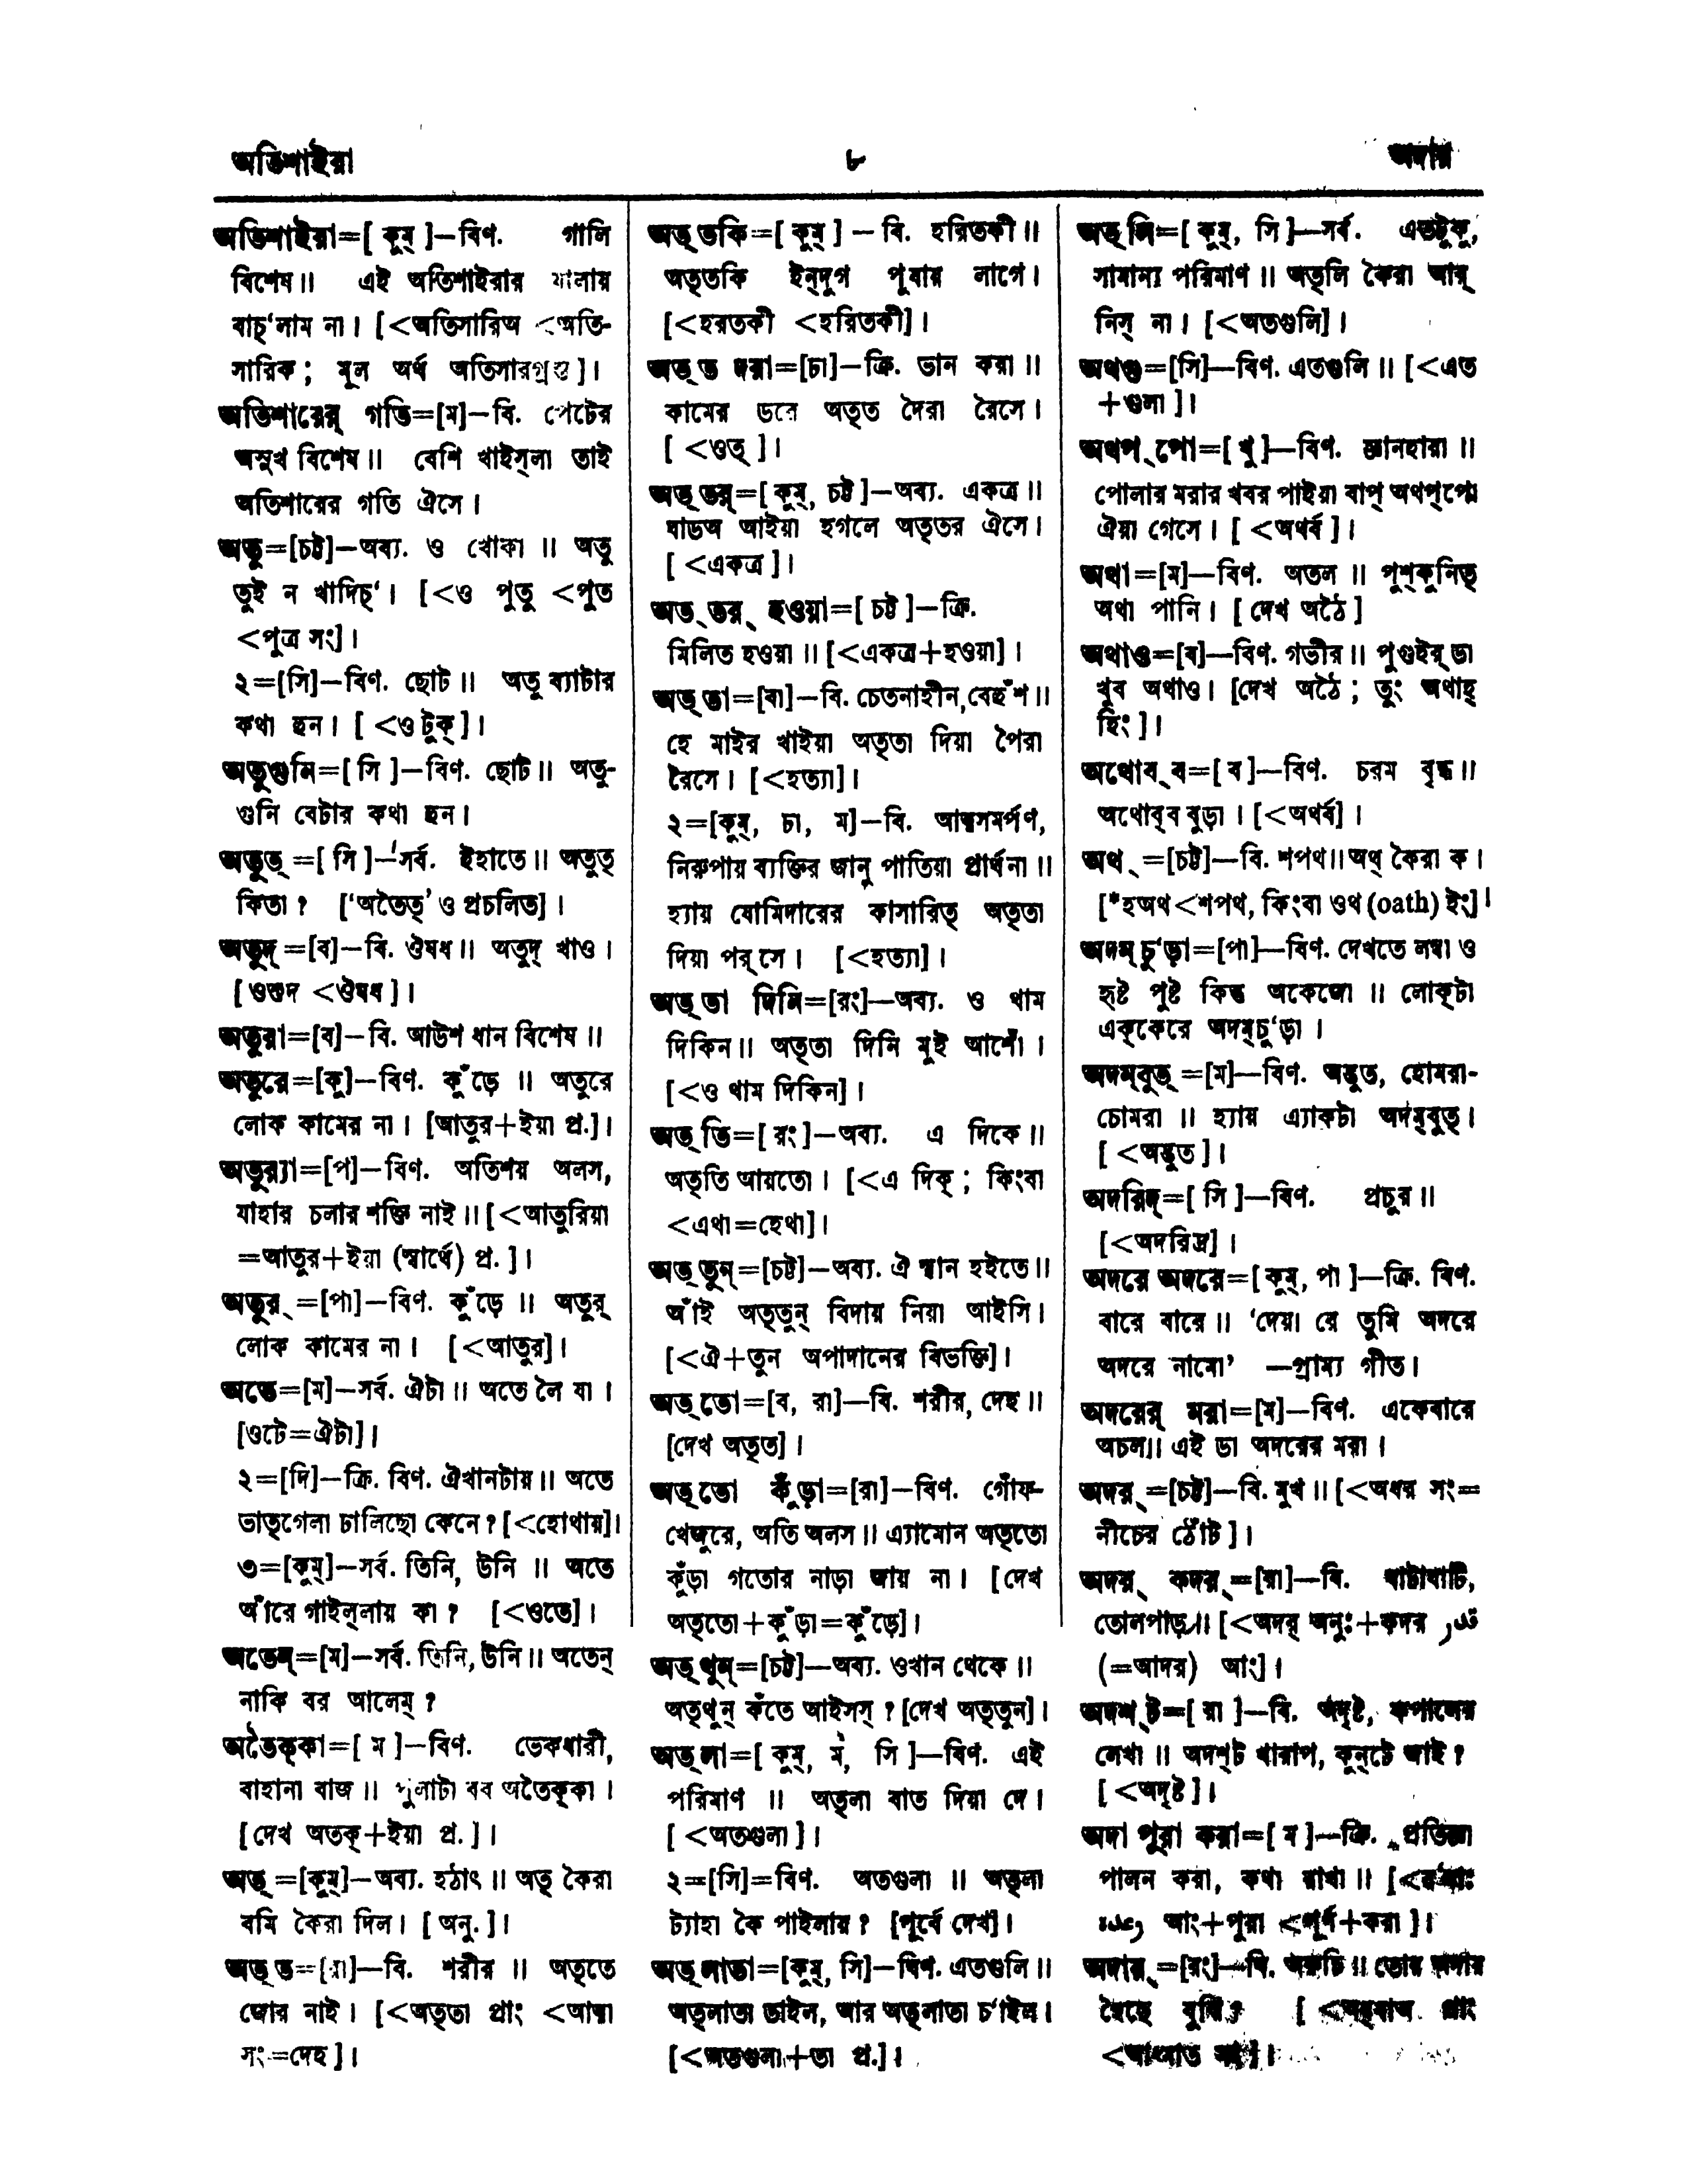 অতিশাইরা ৮ অদার
অতিশাইরা=[ কুম্ ]—বিণ. গালি
বিশেষ॥ এই অতিশাইরার যালায়
বাচ্‘লাম না। [<অতিসারিঅ <অতি-
সারিক ; মূল অর্থ অতিসারগ্রস্ত]।
অতিশারের্ গতি=[ম]—বি. পেটের
অসুখ বিশেষ॥ বেশি খাইস্‌লা তাই
অতিশারের গতি ঐসে।
অতু=[চট্ট]—অব্য. ও খোকা ॥ অতু
তুই ন খাদিচ্‘। [<ও পুতু <পুত
<পুত্র সং]।
২=[সি]—বিণ. ছোট॥ অতু ব্যাটার
কথা হুন। [ <ও টুক্]।
অতুগুনি=[ সি ]—বিণ. ছোট॥ অতু-
গুনি বেটার কথা হুন।
অতুত্ =[ সি ]—সর্ব. ইহাতে॥ অতুত্
কিতা ? [‘অতৈত্’ ও প্রচলিত]।
অতুদ্ =[ব]—বি. ঔষধ॥ অতুদ্ খাও।
[ ওশুদ <ঔষধ]।
অতুরা=[ব]—বি. আউশ ধান বিশেষ॥
অতুরে=[কু]—বিণ. কুঁড়ে ॥ অতুরে
লোক কামের না। [আতুর+ইয়া প্র.]।
অতুর‍্যা=[প]—বিণ. অতিশয় অলস,
যাহার চলার শক্তি নাই॥ [<আতুরিয়া
=আতুর+ইয়া (স্বার্থে) প্র. ]।
অতুর্ =[পা]—বিণ. কুঁড়ে ॥ অতুর্
লোক কামের না। [<আতুর]।
অতে=[ম]—সর্ব. ঐটা॥ অতে লৈ যা।
[ওটে=ঐটা]।
২=[দি]—ক্রি. বিণ. ঐখানটায়॥ অতে
ভাত্‌গেলা ঢালিছো কেনে ? [<হোথায়]।
৩=[কুম্]—সর্ব. তিনি, উনি ॥ অতে
আঁরে গাইল্‌লায় কা ? [<ওতে]।
অতেন্=[ম]—সর্ব. তিনি, উনি॥ অতেন্
নাকি বর আলেম্ ?
অতৈক্‌কা=[ ম ]—বিণ. ভেকধারী,
বাহানা বাজ॥ পুলাটা বব অতৈক্‌কা।
[দেখ অতক্+ইয়া প্র. ]।
অত্ =[কুম্]—অব্য. হঠাৎ॥ অত্ কৈরা
বমি কৈরা দিল। [ অনু. ]।
অত্‌ত=[রা]—বি. শরীর ॥ অত্‌তে
জোর নাই। [<অত্‌তা প্রাং <আত্মা
সং=দেহ]।
অত্‌তকি=[ কুম্ ] – বি. হরিতকী॥
অত্‌তকি ইন্‌দুগ পুষায় লাগে।
[<হরতকী <হরিতকী]।
অত্‌ত দরা=[চা]—ক্রি. ভান করা॥
কামের ডরে অত্‌ত দৈরা রৈসে।
[ <ওত্ ]।
অত্‌তর্=[ কুম্, চট্ট ]—অব্য. একত্র॥
যাডঅ আইয়া হগলে অত্‌তর ঐসে।
[ <একত্র ]।
অত্‌তর্ হওয়া=[ চট্ট ]—ক্রি.
মিলিত হওয়া॥ [<একত্র+হওয়া]।
অত্‌তা=[বা]—বি. চেতনাহীন, বেহুঁশ॥
হে মাইর খাইয়া অত্‌তা দিয়া পৈরা
রৈসে। [<হত্যা]।
২=[কুম্, চা, ম]—বি. আত্মসমর্পণ,
নিরুপায় ব্যক্তির জানু পাতিয়া প্রার্থনা॥
হ্যায় যোমিদারের কাসারিত্ অত্‌তা
দিয়া পর্‌সে। [<হত্যা]।
অত্‌তা দিনি=[রং]—অব্য. ও থাম
দিকিন॥ অত্‌তা দিনি মুই আশোঁ।
[<ও থাম দিকিন]।
অত্‌তি=[ রং]—অব্য. এ দিকে॥
অত্‌তি আয়তো। [<এ দিক্ ; কিংবা
<এথা=হেথা]।
অত্‌তুন্=[চট্ট]—অব্য. ঐ স্থান হইতে॥
আঁই অত্‌তুন্ বিদায় নিয়া আইসি।
[<ঐ+তুন অপাদানের বিভক্তি]।
অত্‌তো=[ব, রা]—বি. শরীর, দেহ॥
[দেখ অত্‌ত]।
অত্‌তো কুঁড়া=[রা]—বিণ. গোঁফ-
খেজুরে, অতি অলস॥ এ্যামোন অত্‌তো
কুঁড়া গতোর নাড়া জায় না। [দেখ
অত্‌তো+কুঁড়া=কুঁড়ে]।
অত্‌থুন্=[চট্ট]—অব্য. ওখান থেকে॥
অত্‌থুন্ কঁতে আইসস্ ? [দেখ অত্‌তুন]।
অত্‌লা=[ কুম্, ম, সি ]—বিণ. এই
পরিমাণ ॥ অত্‌লা বাত দিয়া দে।
[ <অতগুলা]।
২=[সি]=বিণ. অতগুলা ॥ অত্‌লা
ট্যাহা কৈ পাইলায় ? [পূর্বে দেখ]।
অত্‌লাতা=[কুম্, সি]—বিণ. এতগুলি॥
অত্‌লাতা ডাইল, আর অত্‌লাতা চ‘াইল।
[<অতগুলা+তা প্র.]।
অত্‌লি=[ কুম্, সি ]—সর্ব. এতটুকু,
সামান্য পরিমাণ॥ অত্‌লি কৈরা আর্
নিস্ না। [<অতগুলি]।
অথগু=[সি]—বিণ. এতগুলি॥ [<এত
+গুলা]।
অথপ্‌পো=[ খু ]—বিণ. জ্ঞানহারা॥
পোলার মরার খবর পাইয়া বাপ্ অথপ্‌পো
ঐয়া গেসে। [ <অথর্ব ]।
অথা=[ম]—বিণ. অতল ॥ পুশ্‌কুনিত্
অথা পানি। [ দেখ অঠৈ ]
অথাও=[ব]—বিণ. গভীর॥ পুগুইর্ ডা
খুব অথাও। [দেখ অঠৈ ; তুং অথাহ্
হিং]।
অথোব্‌ব=[ ব ]—বিণ. চরম বৃদ্ধ॥
অথোব্‌ব বুড়া। [<অথর্ব]।
অথ্ =[চট্ট]—বি. শপথ॥ অথ্ কৈরা ক।
[*হঅথ<শপথ, কিংবা ওথ (oath) ইং]।
অদম্‌চু‘ড়া=[পা]—বিণ. দেখতে লম্বা ও
হৃষ্ট পুষ্ট কিন্তু অকেজো ॥ লোক্‌টা
এক্‌কেরে অদম্‌চু‘ড়া।
অদম্‌বুত্ =[ম]—বিণ. অদ্ভুত, হোমরা-
চোমরা ॥ হ্যায় এ্যাকটা অদম্‌বুত্।
[ <অদ্ভুত]।
অদরিদ্=[ সি ]—বিণ. প্রচুর॥
[<অদরিদ্র]।
অদরে অদরে=[ কুম্, পা ]—ক্রি. বিণ.
বারে বারে॥ ‘দেয়া রে তুমি অদরে
অদরে নামো’ —গ্রাম্য গীত।
অদরের্ মরা=[ম]—বিণ. একেবারে
অচল॥ এই ডা অদরের মরা।
অদর্ =[চট্ট]—বি. মুখ॥ [<অধর সং=
নীচের ঠোঁট]।
অদর্ কদর্ =[রা]—বি. ঘাটাঘাটি,
তোলপাড়॥ [<অদর্ অনুঃ+কদর قدر
(=আদর) আং]।
অদশ্‌ট=[ রা ]—বি. অদৃষ্ট, কপালের
লেখা ॥ অদশ্‌ট খারাপ, কুন্‌টে জাই ?
[ <অদৃষ্ট]।
অদা পুরা করা=[ ম ]—ক্রি. প্রতিজ্ঞা
পালন করা, কথা রাখা॥
وعده আং+পুরা <পূর্ণ+করা]।
অদার্ =[রং]—বি. অরুচি॥ তোর অদার
হৈছে বুঝি ? প্রাং